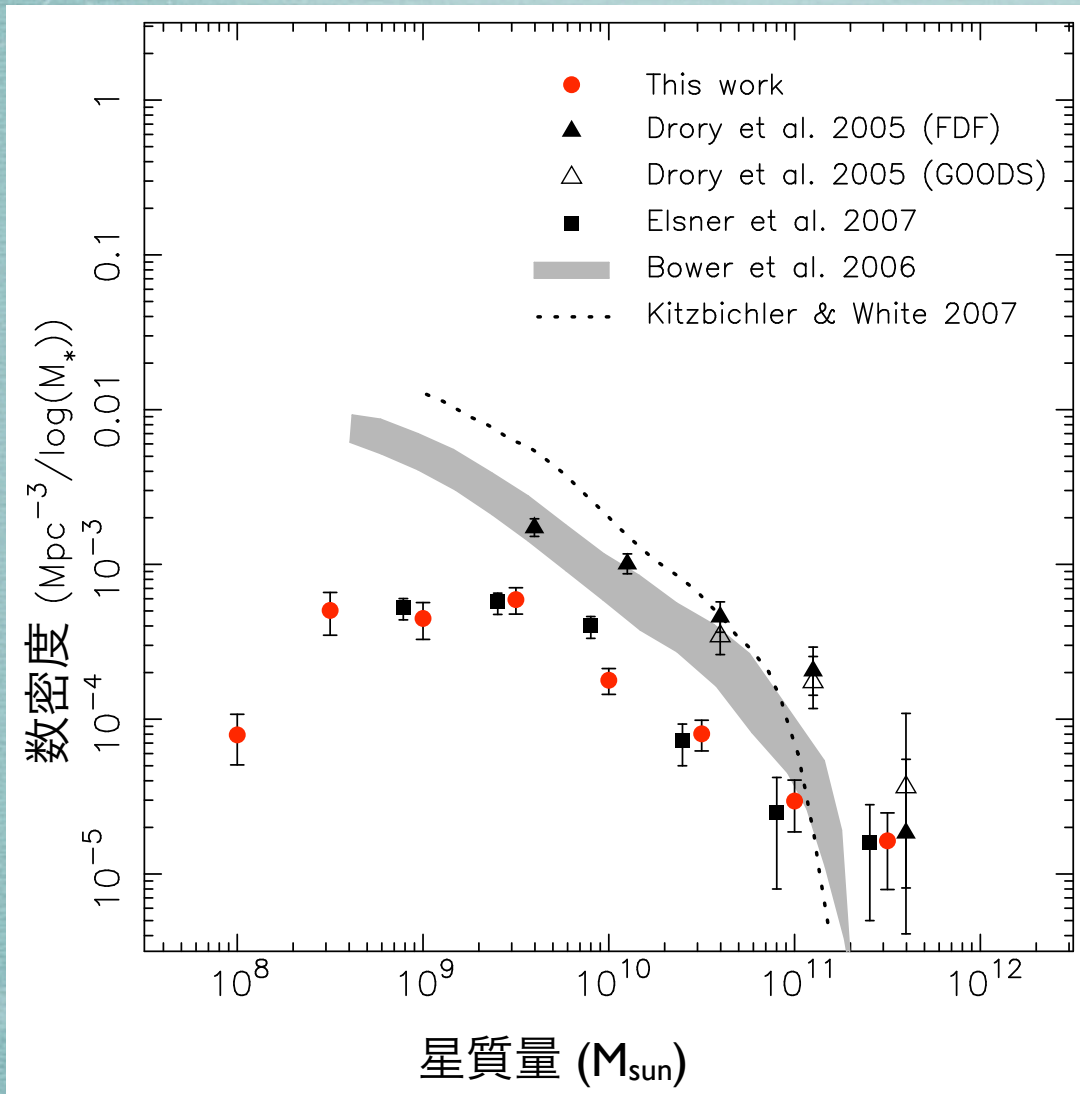 This work
Drory et al. 2005 (FDF)
Drory et al. 2005 (GOODS)
Elsner et al. 2007
Bower et al. 2006
Kitzbichler & White 2007
数密度 (Mpc⁻³/log(M*))
1
0.1
0.01
10⁻³
10⁻⁴
10⁻⁵
10⁸ 10⁹ 10¹⁰ 10¹¹ 10¹²
星質量 (Msun)